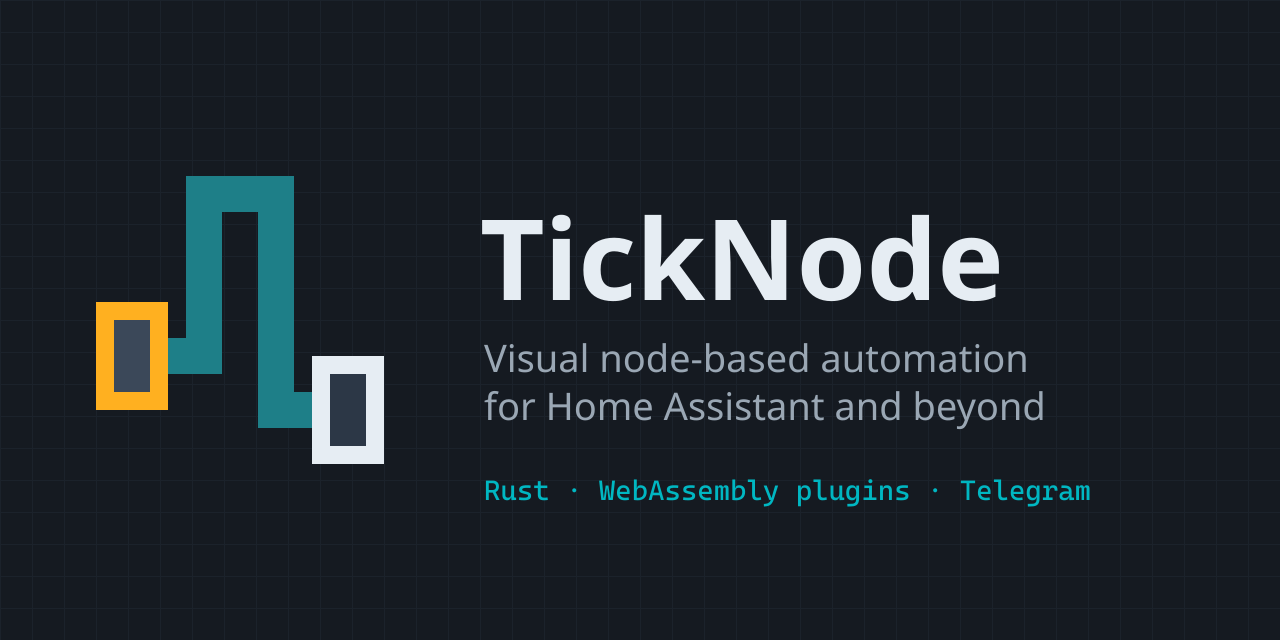 TickNode
Visual node-based automation
for Home Assistant and beyond
Rust · WebAssembly plugins · Telegram